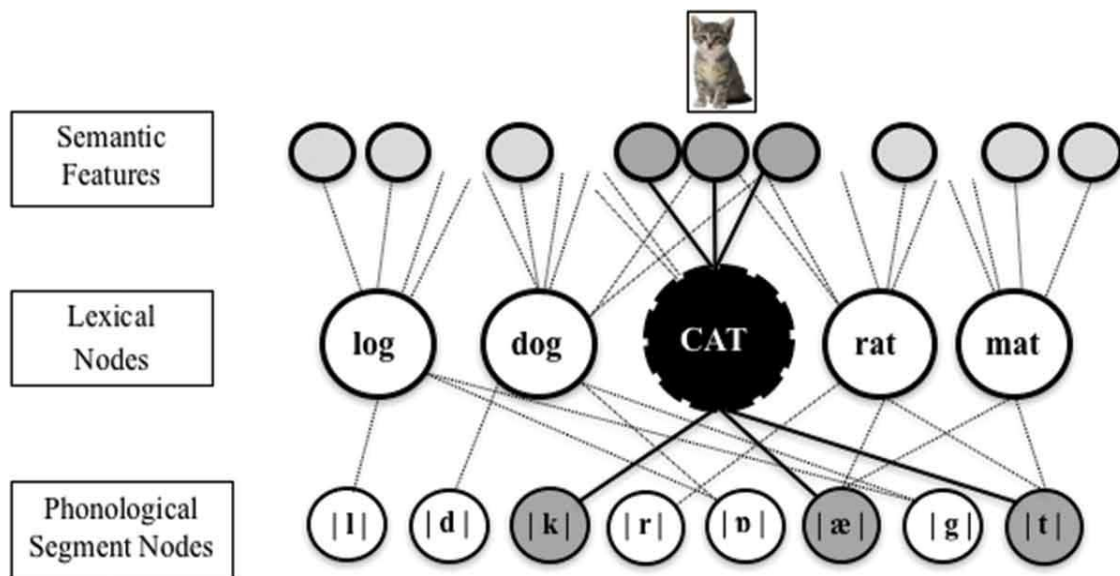 Semantic
Features
Lexical
Nodes
log dog CAT rat mat
Phonological
Segment Nodes
|l| |d| |k| |r| |ɒ| |æ| |g| |t|